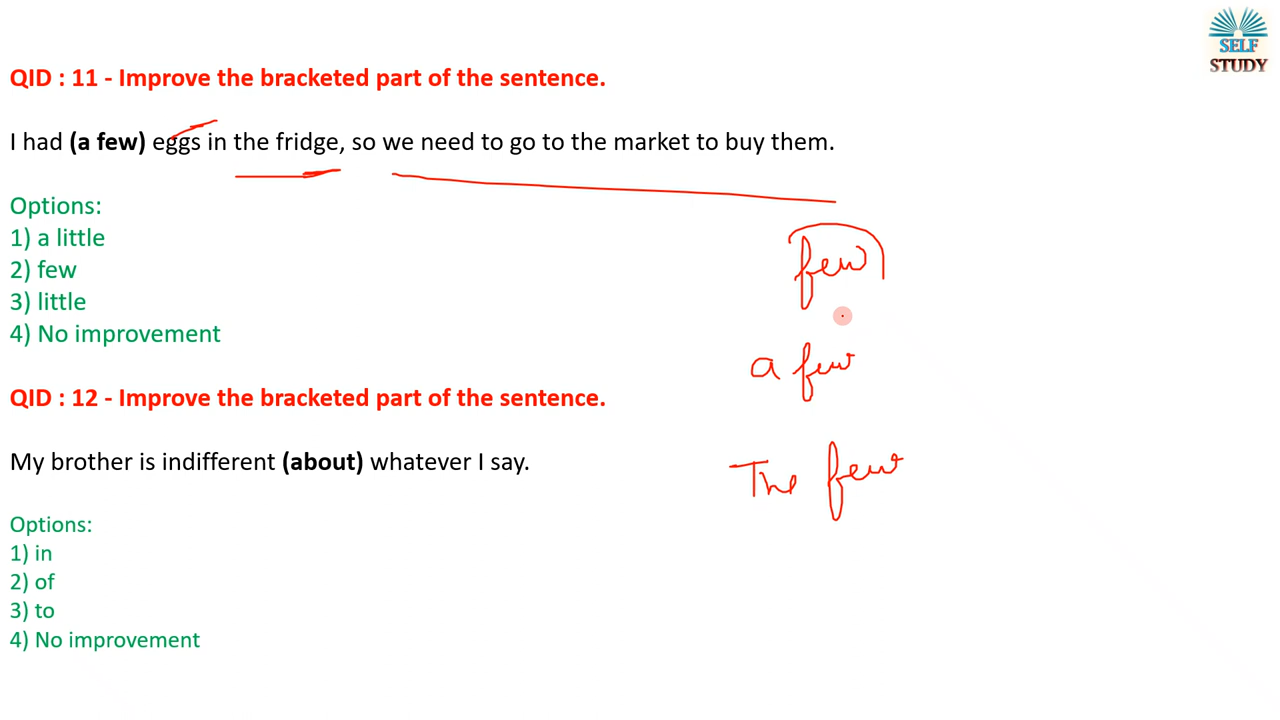 SELF
STUDY
QID : 11 - Improve the bracketed part of the sentence.
I had (a few) eggs in the fridge, so we need to go to the market to buy them.
Options:
1) a little
2) few
3) little
4) No improvement
few
a few
The few
QID : 12 - Improve the bracketed part of the sentence.
My brother is indifferent (about) whatever I say.
Options:
1) in
2) of
3) to
4) No improvement